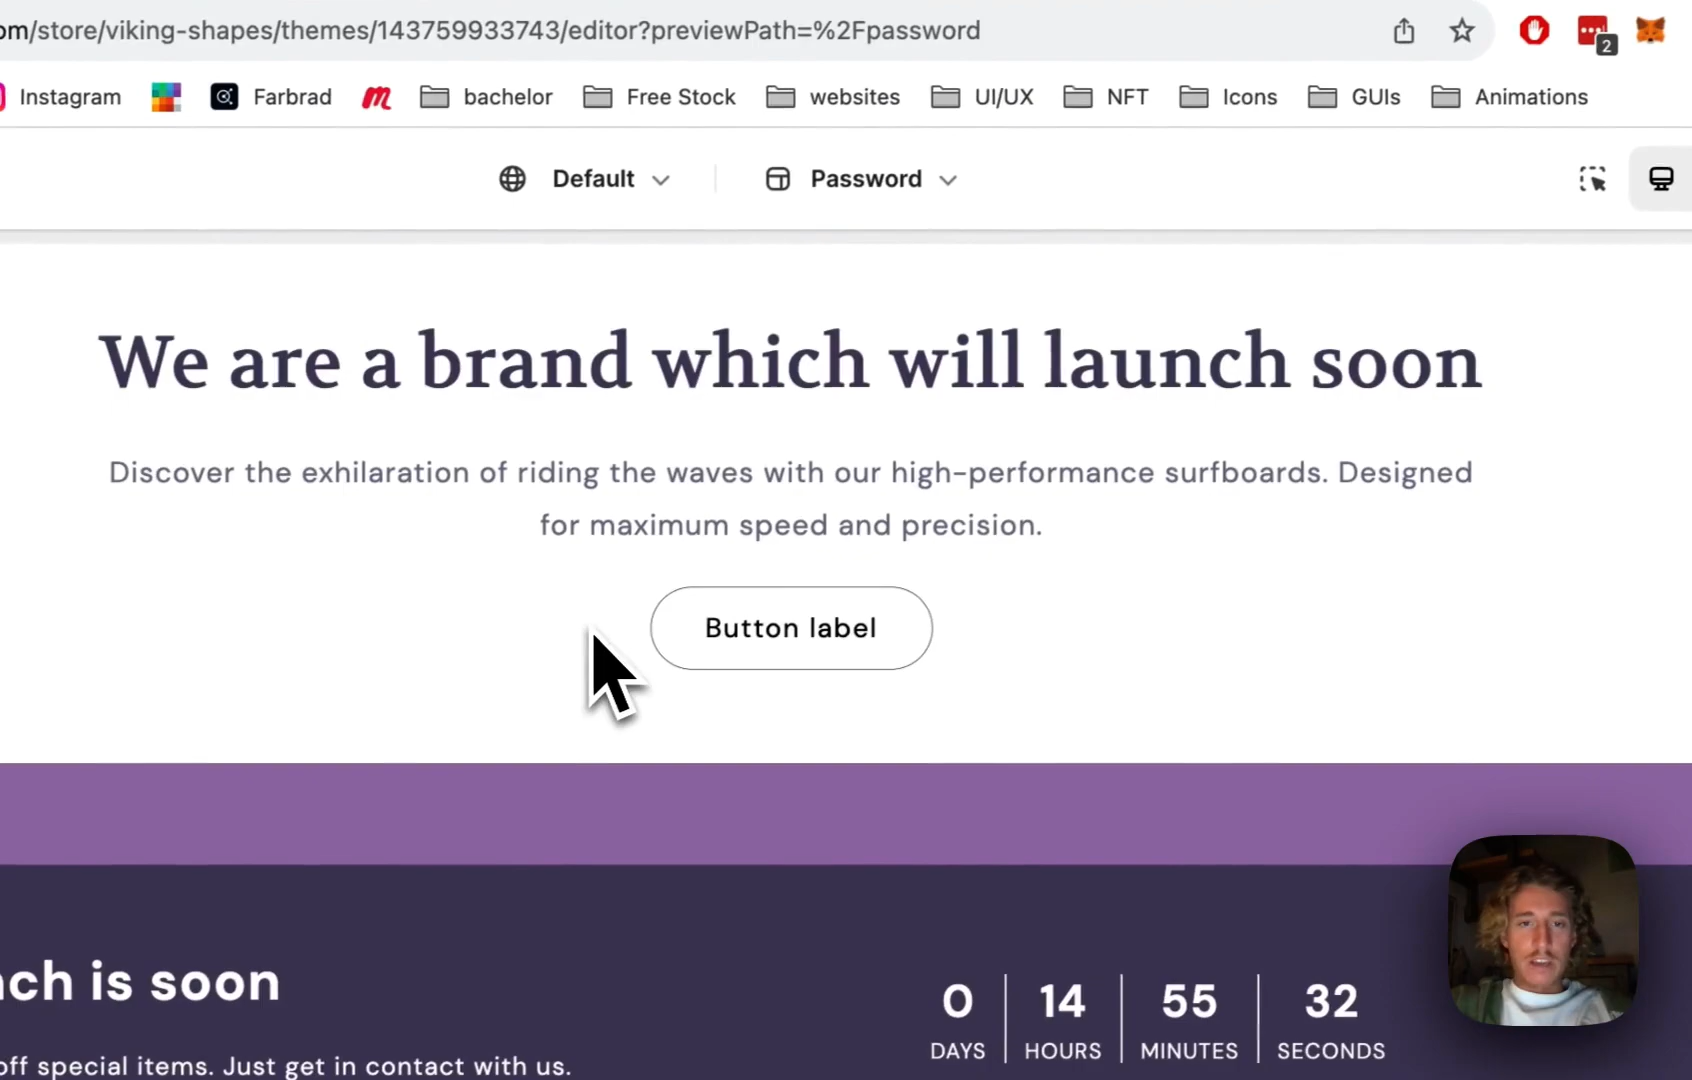 om/store/viking-shapes/themes/143759933743/editor?previewPath=%2Fpassword
2
Instagram Farbrad bachelor Free Stock websites UI/UX NFT Icons GUIs Animations
Default Password
We are a brand which will launch soon
Discover the exhilaration of riding the waves with our high-performance surfboards. Designed
for maximum speed and precision.
Button label
nch is soon
0 14 55 32
DAYS HOURS MINUTES SECONDS
off special items. Just get in contact with us.